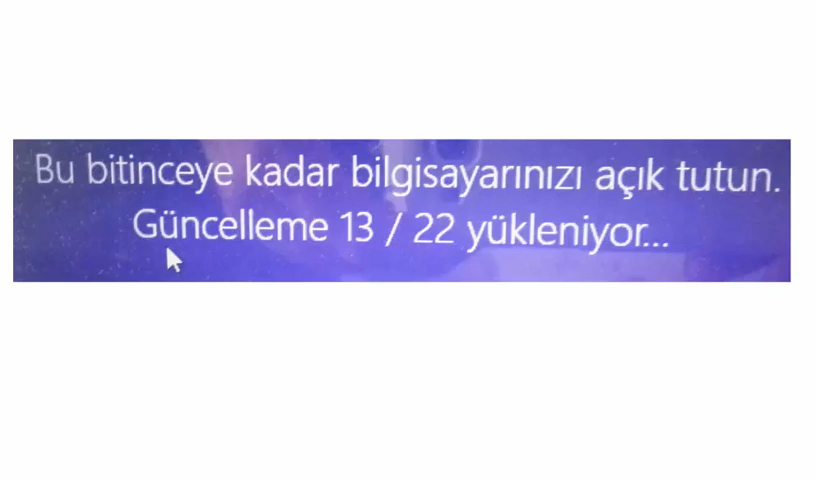 Bu bitinceye kadar bilgisayarınızı açık tutun.
Güncelleme 13 / 22 yükleniyor...